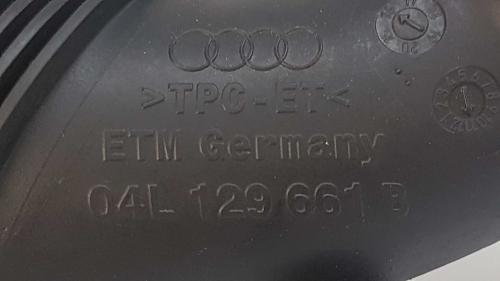 >TPC-ET<
ETM Germany
04L 129 661 B